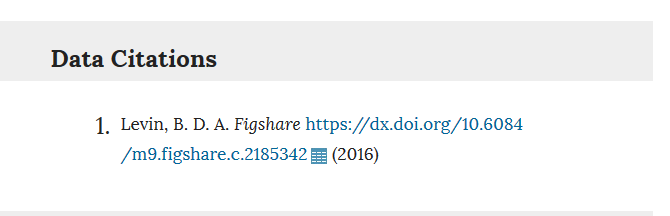 Data Citations
1. Levin, B. D. A. Figshare https://dx.doi.org/10.6084
/m9.figshare.c.2185342 (2016)